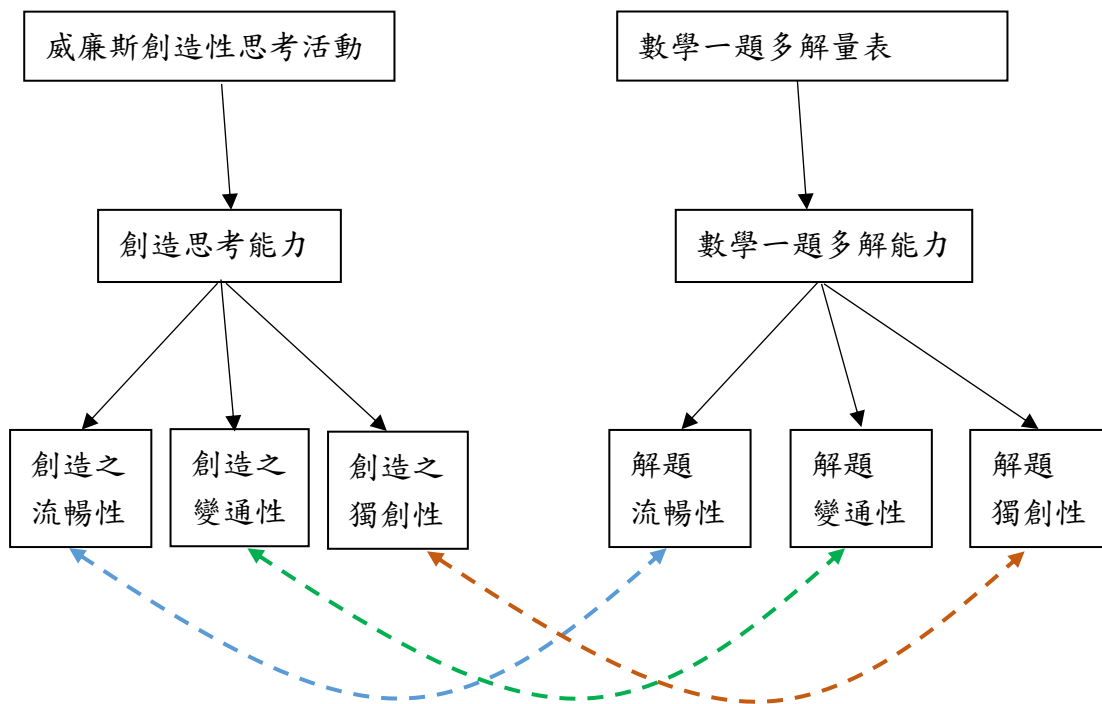 威廉斯創造性思考活動
數學一題多解量表
創造思考能力
數學一題多解能力
創造之
流暢性
創造之
變通性
創造之
獨創性
解題
流暢性
解題
變通性
解題
獨創性